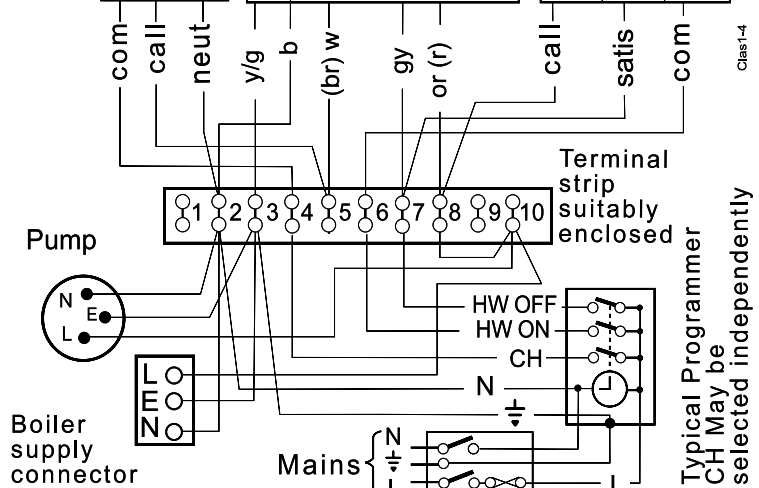 com
call
neut
y/g
b
(br) w
gy
or (r)
call
satis
com
Clas1-4
1 2 3 4 5 6 7 8 9 10
Terminal
strip
suitably
enclosed
Pump
N
E
L
L
E
N
Boiler
supply
connector
HW OFF
HW ON
CH
N
Mains
N
L
L
Typical Programmer
CH May be
selected independently